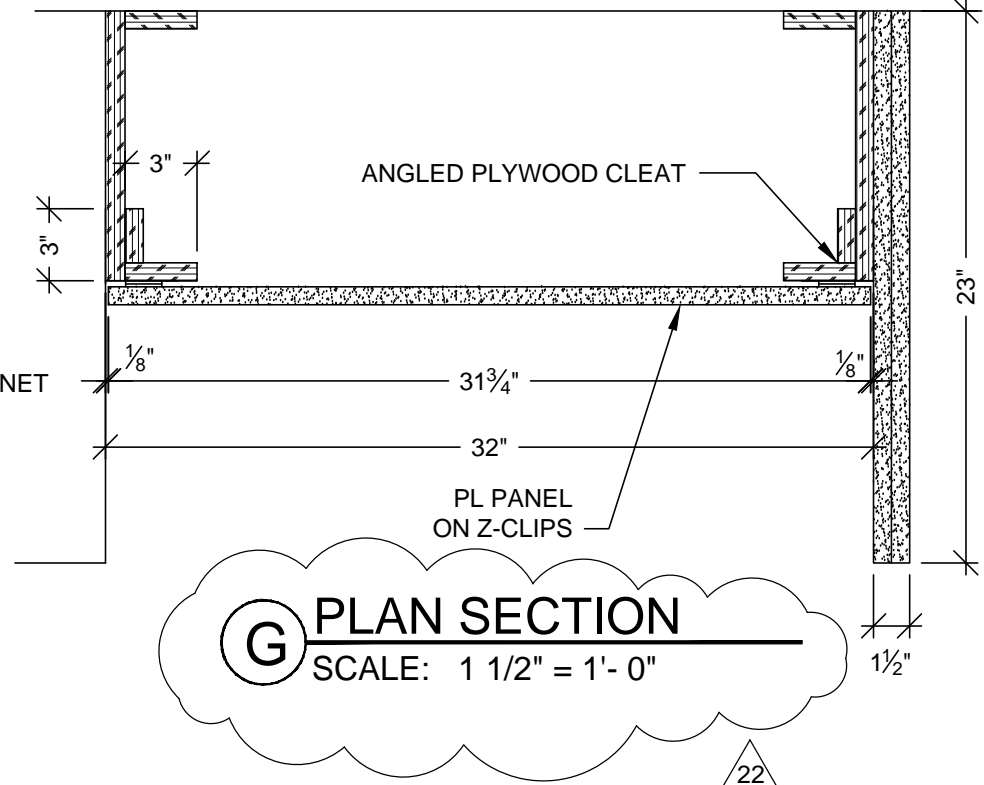 3"
ANGLED PLYWOOD CLEAT
3"
23"
⅛"
⅛"
NET
31¾"
32"
PL PANEL
ON Z-CLIPS
G
PLAN SECTION
SCALE: 1 1/2" = 1'- 0"
1½"
22